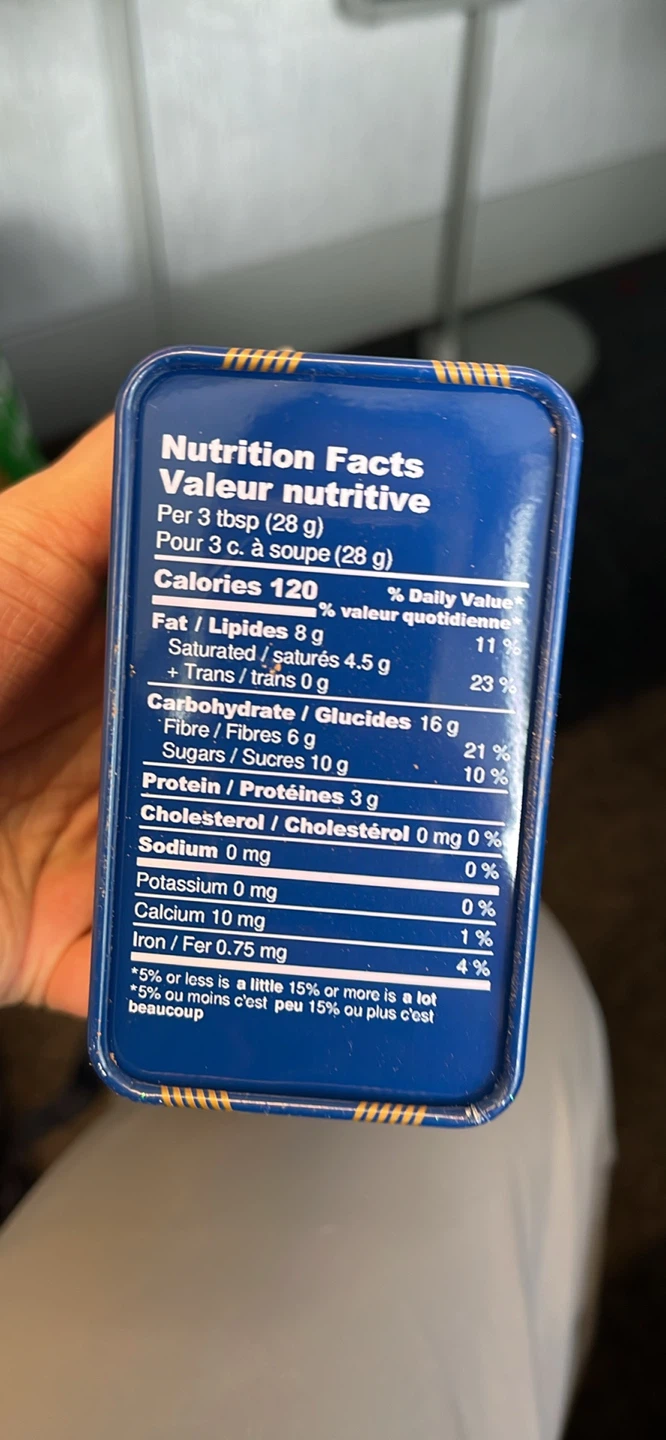 Nutrition Facts
Valeur nutritive
Per 3 tbsp (28 g)
Pour 3 c. à soupe (28 g)
Calories 120 % Daily Value*
% valeur quotidienne*
Fat / Lipides 8 g 11 %
Saturated / saturés 4.5 g
+ Trans / trans 0 g 23 %
Carbohydrate / Glucides 16 g
Fibre / Fibres 6 g 21 %
Sugars / Sucres 10 g 10 %
Protein / Protéines 3 g
Cholesterol / Cholestérol 0 mg 0 %
Sodium 0 mg 0 %
Potassium 0 mg 0 %
Calcium 10 mg 1 %
Iron / Fer 0.75 mg 4 %
*5% or less is a little 15% or more is a lot
*5% ou moins c'est peu 15% ou plus c'est
beaucoup